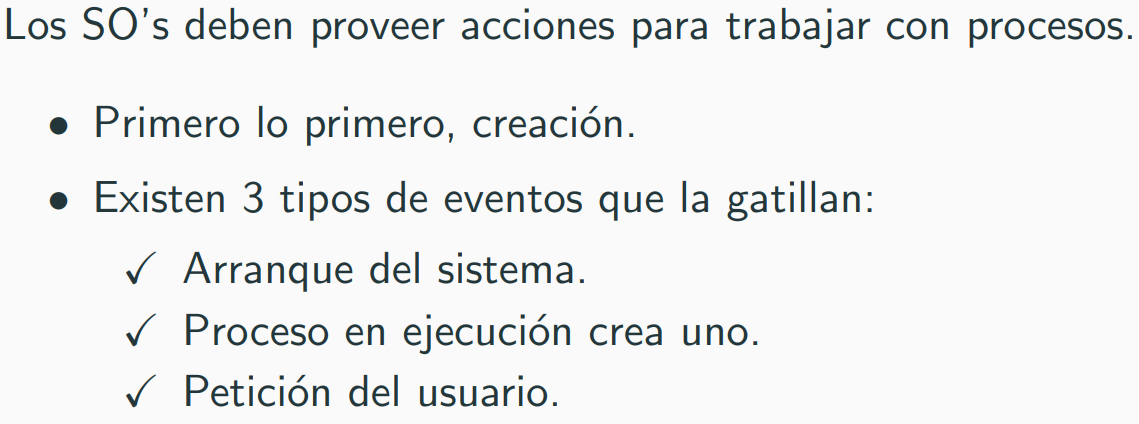 Los SO's deben proveer acciones para trabajar con procesos.
• Primero lo primero, creación.
• Existen 3 tipos de eventos que la gatillan:
✓ Arranque del sistema.
✓ Proceso en ejecución crea uno.
✓ Petición del usuario.